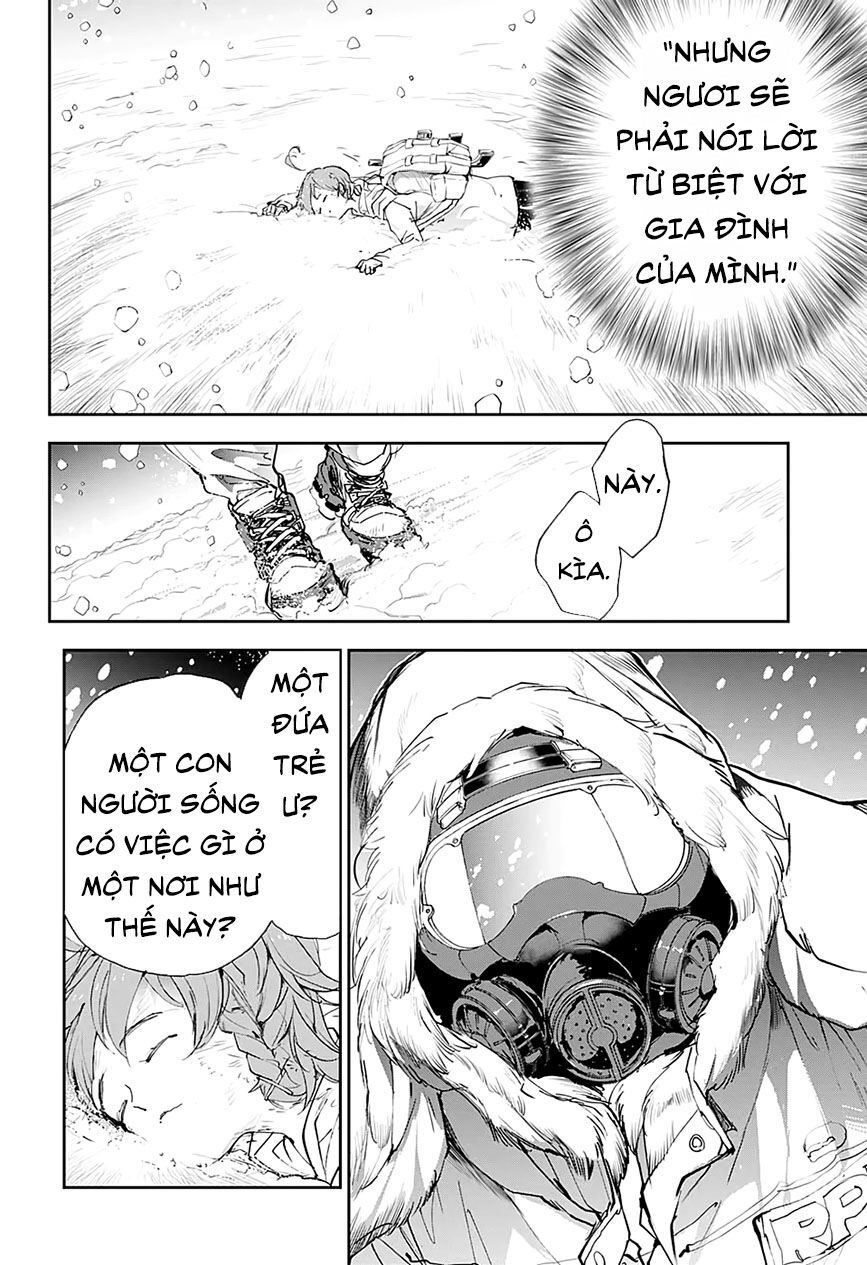 "NHƯNG
NGƯƠI SẼ
PHẢI NÓI LỜI
TỪ BIỆT VỚI
GIA ĐÌNH
CỦA MÌNH."
NÀY.
Ô
KÌA.
MỘT
ĐỨA
TRẺ
Ư?
MỘT CON
NGƯỜI SỐNG
CÓ VIỆC GÌ Ở
MỘT NƠI NHƯ
THẾ NÀY?
RP